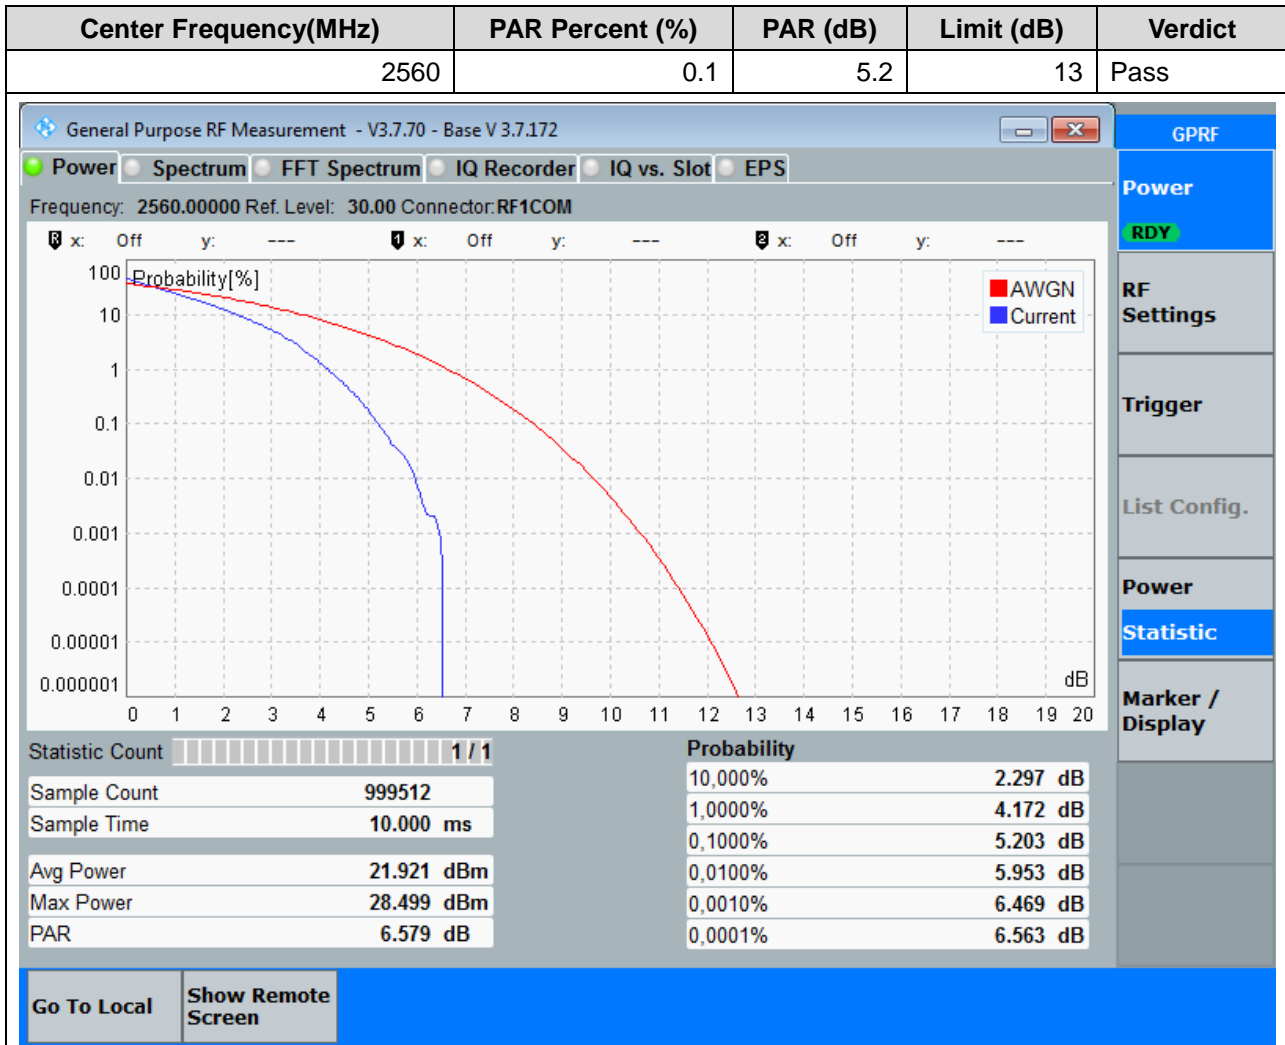 Center Frequency(MHz) PAR Percent (%) PAR (dB) Limit (dB) Verdict
2560 0.1 5.2 13 Pass
General Purpose RF Measurement - V3.7.70 - Base V 3.7.172
GPRF
Power Spectrum FFT Spectrum IQ Recorder IQ vs. Slot EPS
Frequency: 2560.00000 Ref. Level: 30.00 Connector: RF1COM
R x: Off y: --- 1 x: Off y: --- 2 x: Off y: ---
Probability[%]
100
10
1
0.1
0.01
0.001
0.0001
0.00001
0.000001
AWGN
Current
dB
0 1 2 3 4 5 6 7 8 9 10 11 12 13 14 15 16 17 18 19 20
Statistic Count 1 / 1
Sample Count 999512
Sample Time 10.000 ms
Avg Power 21.921 dBm
Max Power 28.499 dBm
PAR 6.579 dB
Probability
10,000% 2.297 dB
1,0000% 4.172 dB
0,1000% 5.203 dB
0,0100% 5.953 dB
0,0010% 6.469 dB
0,0001% 6.563 dB
Power
RDY
RF
Settings
Trigger
List Config.
Power
Statistic
Marker /
Display
Go To Local
Show Remote
Screen